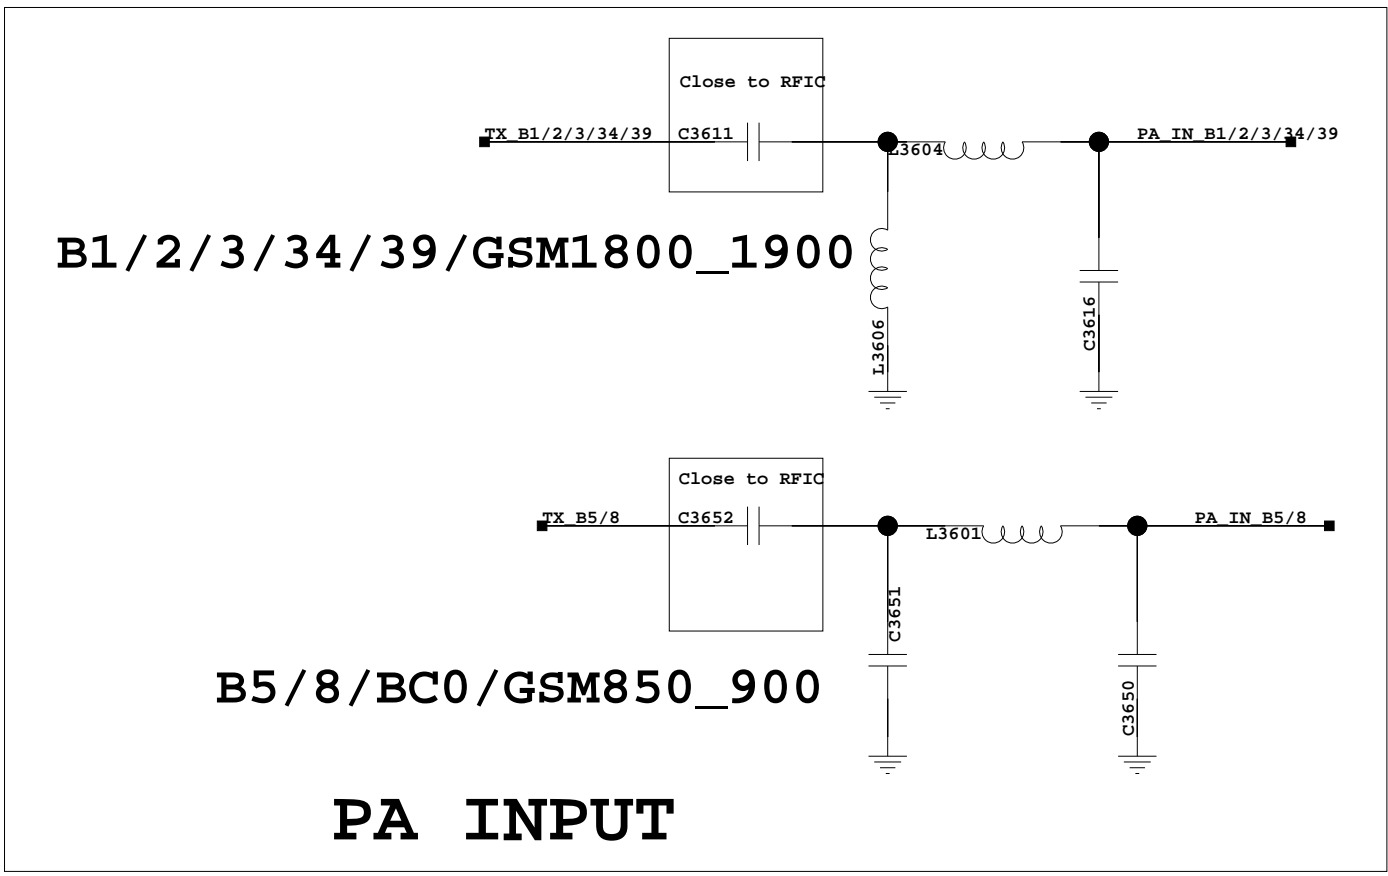 Close to RFIC
TX_B1/2/3/34/39
C3611
L3604
PA_IN_B1/2/3/34/39
B1/2/3/34/39/GSM1800_1900
L3606
C3616
Close to RFIC
TX_B5/8
C3652
L3601
PA_IN_B5/8
C3651
B5/8/BC0/GSM850_900
C3650
PA INPUT